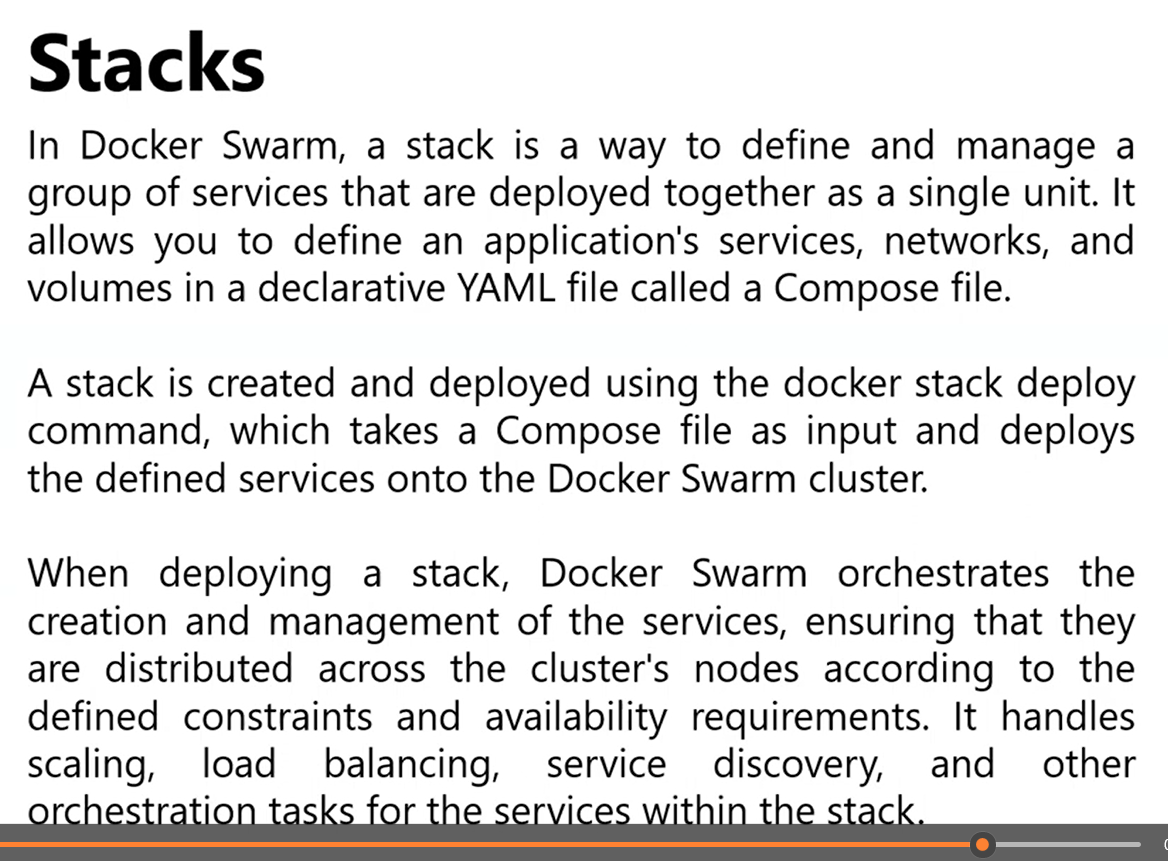 Stacks
In Docker Swarm, a stack is a way to define and manage a
group of services that are deployed together as a single unit. It
allows you to define an application's services, networks, and
volumes in a declarative YAML file called a Compose file.
A stack is created and deployed using the docker stack deploy
command, which takes a Compose file as input and deploys
the defined services onto the Docker Swarm cluster.
When deploying a stack, Docker Swarm orchestrates the
creation and management of the services, ensuring that they
are distributed across the cluster's nodes according to the
defined constraints and availability requirements. It handles
scaling, load balancing, service discovery, and other
orchestration tasks for the services within the stack.